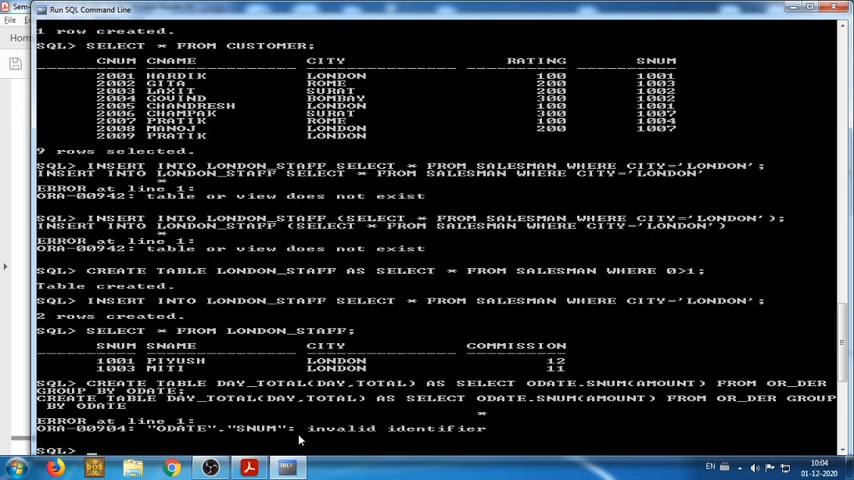 Sem-
Run SQL Command Line
File
Hom
1 row created.
SQL> SELECT * FROM CUSTOMER;
CNUM CNAME CITY RATING SNUM
2001 HARDIK LONDON 100 1001
2002 GITA ROME 200 1003
2003 LAXIT SURAT 200 1002
2004 GOVIND BOMBAY 300 1002
2005 CHANDRESH LONDON 100 1001
2006 CHAMPAK SURAT 300 1007
2007 PRATIK ROME 100 1004
2008 MANOJ LONDON 200 1007
2009 PRATIK LONDON
9 rows selected.
SQL> INSERT INTO LONDON_STAFF SELECT * FROM SALESMAN WHERE CITY='LONDON';
INSERT INTO LONDON_STAFF SELECT * FROM SALESMAN WHERE CITY='LONDON'
*
ERROR at line 1:
ORA-00942: table or view does not exist
SQL> INSERT INTO LONDON_STAFF (SELECT * FROM SALESMAN WHERE CITY='LONDON');
INSERT INTO LONDON_STAFF (SELECT * FROM SALESMAN WHERE CITY='LONDON')
*
ERROR at line 1:
ORA-00942: table or view does not exist
SQL> CREATE TABLE LONDON_STAFF AS SELECT * FROM SALESMAN WHERE 0>1;
Table created.
SQL> INSERT INTO LONDON_STAFF SELECT * FROM SALESMAN WHERE CITY='LONDON';
2 rows created.
SQL> SELECT * FROM LONDON_STAFF;
SNUM SNAME CITY COMMISSION
1001 PIYUSH LONDON 12
1003 MITI LONDON 11
SQL> CREATE TABLE DAY_TOTAL(DAY,TOTAL) AS SELECT ODATE.SNUM(AMOUNT) FROM OR_DER
GROUP BY ODATE;
CREATE TABLE DAY_TOTAL(DAY,TOTAL) AS SELECT ODATE.SNUM(AMOUNT) FROM OR_DER GROUP
BY ODATE
*
ERROR at line 1:
ORA-00904: "ODATE"."SNUM": invalid identifier
SQL>
DOS
SQL>
EN
10:04
01-12-2020